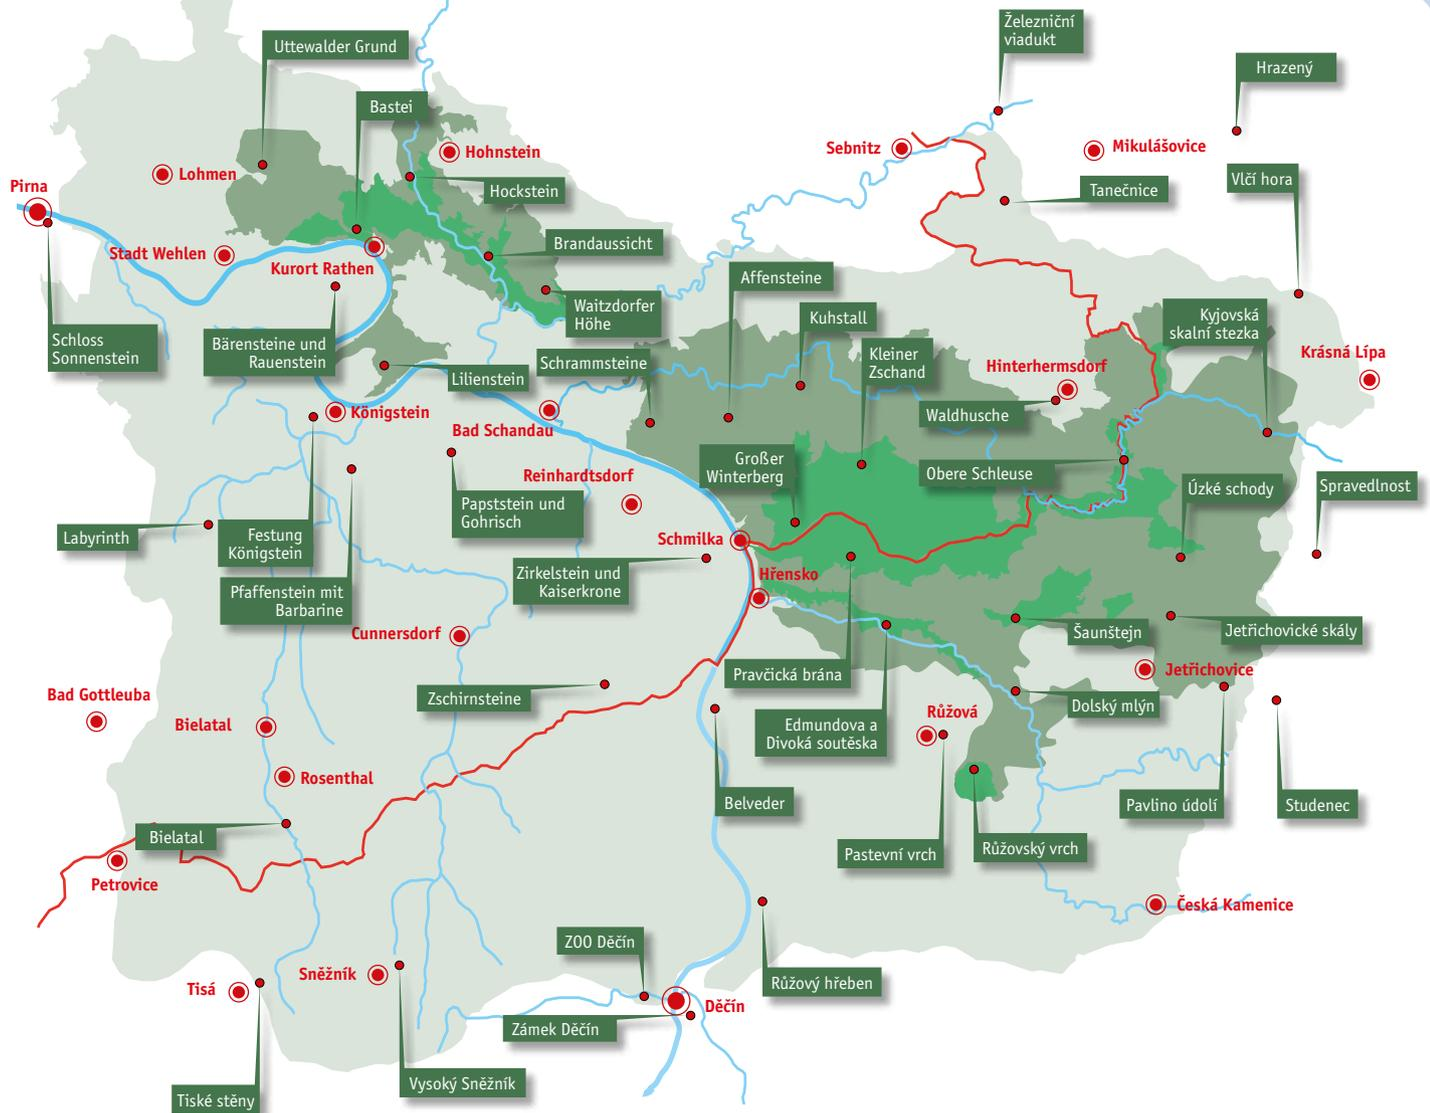 Železniční
viadukt
Uttewalder Grund
Hrazený
Bastei
Mikulášovice
Sebnitz
Hohnstein
Lohmen
Vlčí hora
Pirna
Hockstein
Tanečnice
Brandaussicht
Stadt Wehlen
Kurort Rathen
Affensteine
Waitzdorfer
Höhe
Kuhstall
Kyjovská
skalní stezka
Schloss
Sonnenstein
Bärensteine und
Rauenstein
Schrammsteine
Kleiner
Zschand
Krásná Lípa
Hinterhermsdorf
Lilienstein
Königstein
Waldhusche
Bad Schandau
Großer
Winterberg
Reinhardtsdorf
Obere Schleuse
Úzké schody
Spravedlnost
Papststein und
Gohrisch
Labyrinth
Festung
Königstein
Schmilka
Zirkelstein und
Kaiserkrone
Hřensko
Pfaffenstein mit
Barbarine
Cunnersdorf
Šaunštejn
Jetřichovické skály
Pravčická brána
Jetřichovice
Bad Gottleuba
Zschirnsteine
Dolský mlýn
Bielatal
Růžová
Edmundova a
Divoká soutěska
Rosenthal
Belveder
Pavlino údolí
Studenec
Bielatal
Pastevní vrch
Růžovský vrch
Petrovice
Česká Kamenice
ZOO Děčín
Sněžník
Růžový hřeben
Tisá
Děčín
Zámek Děčín
Vysoký Sněžník
Tiské stěny